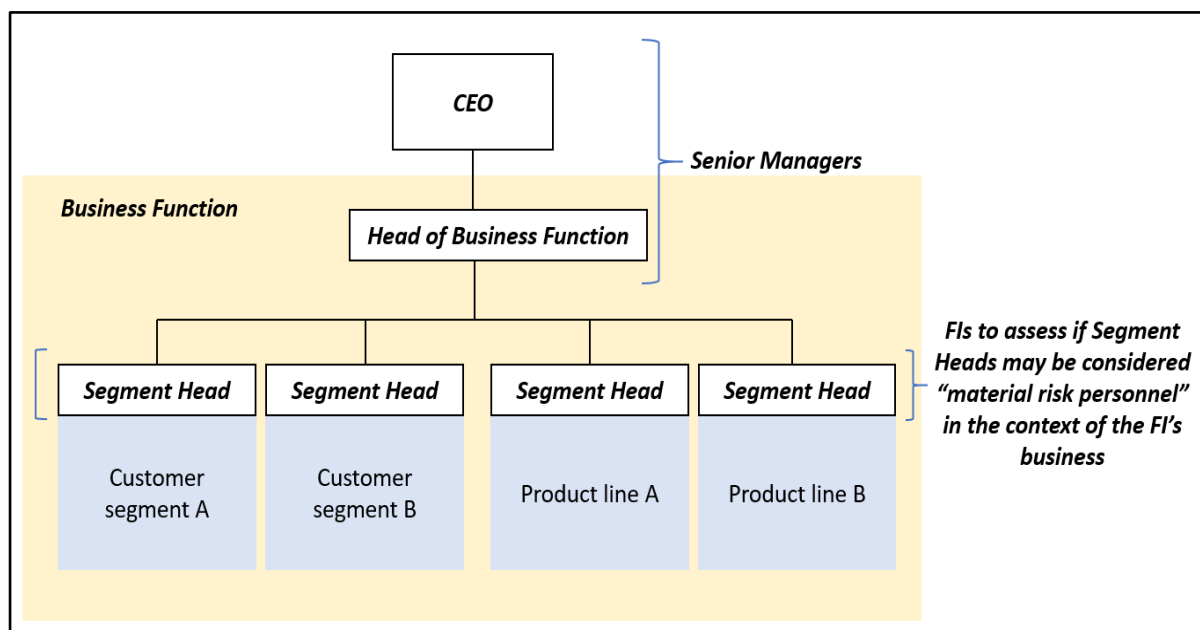 CEO
Senior Managers
Business Function
Head of Business Function
Segment Head
Segment Head
Segment Head
Segment Head
FIs to assess if Segment
Heads may be considered
“material risk personnel”
in the context of the FI’s
business
Customer
segment A
Customer
segment B
Product line A
Product line B